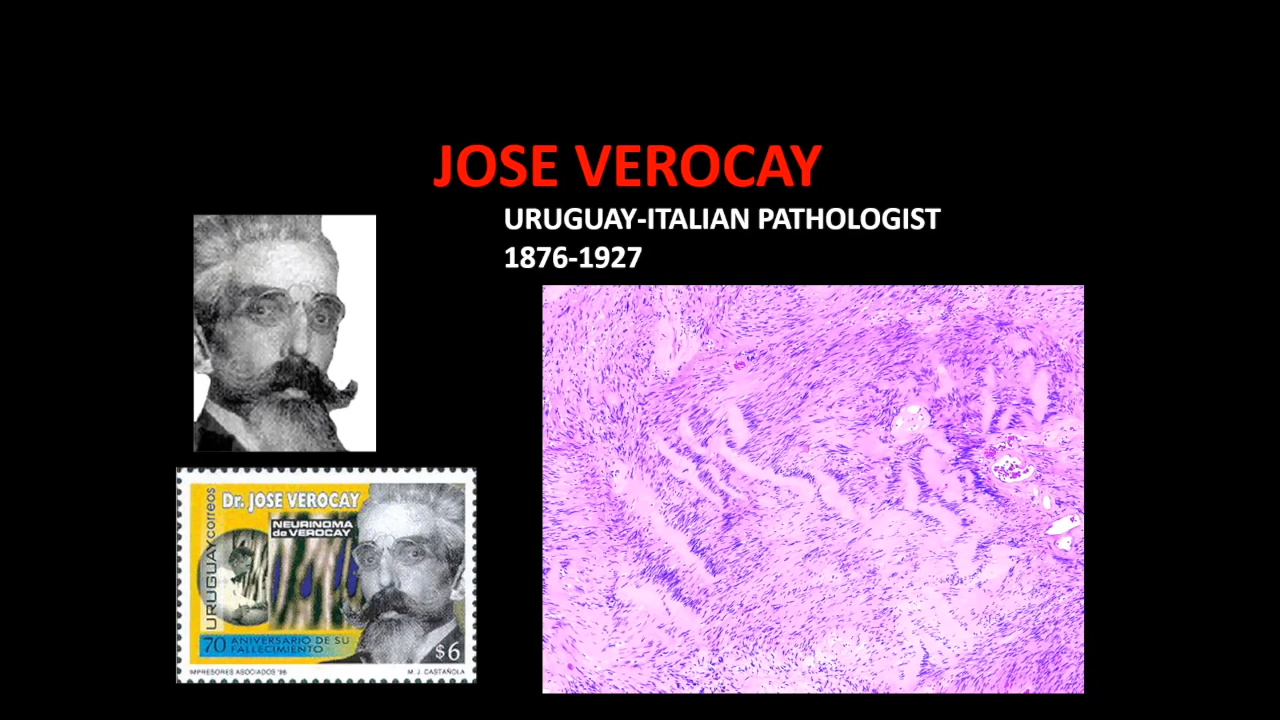 JOSE VEROCAY
URUGUAY-ITALIAN PATHOLOGIST
1876-1927
Dr. JOSE VEROCAY
NEURINOMA
de VEROCAY
URUGUAY correos
70 ANIVERSARIO DE SU
FALLECIMIENTO
$6
IMPRESORES ASOCIADOS '98
M. J. CASTAÑOLA